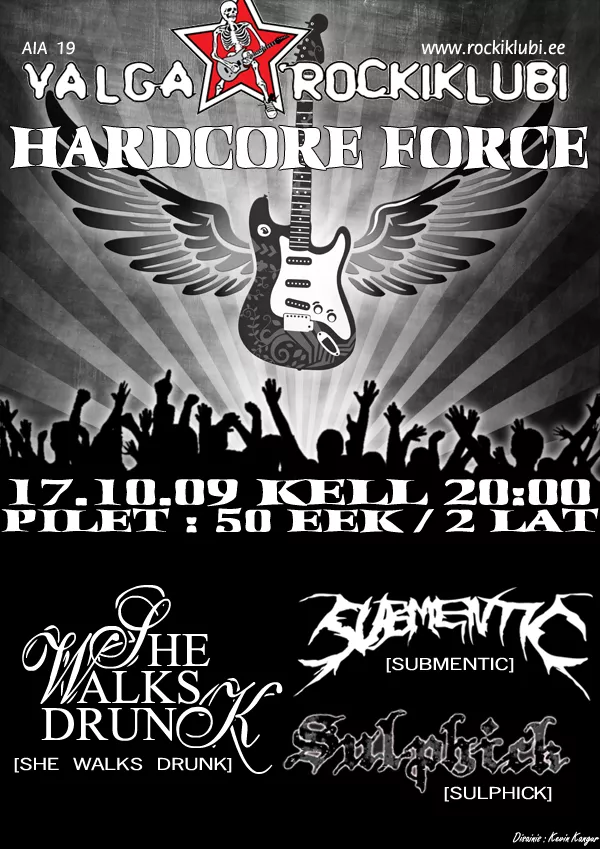 AIA 19
www.rockiklubi.ee
VALGA ROCKIKLUBI
HARDCORE FORCE
17.10.09 KELL 20:00
PILET : 50 EEK / 2 LAT
SHE
WALKS
DRUNK
[SHE WALKS DRUNK]
SUBMENTIC
[SUBMENTIC]
Sulphick
[SULPHICK]
Disainis : Kevin Kangur